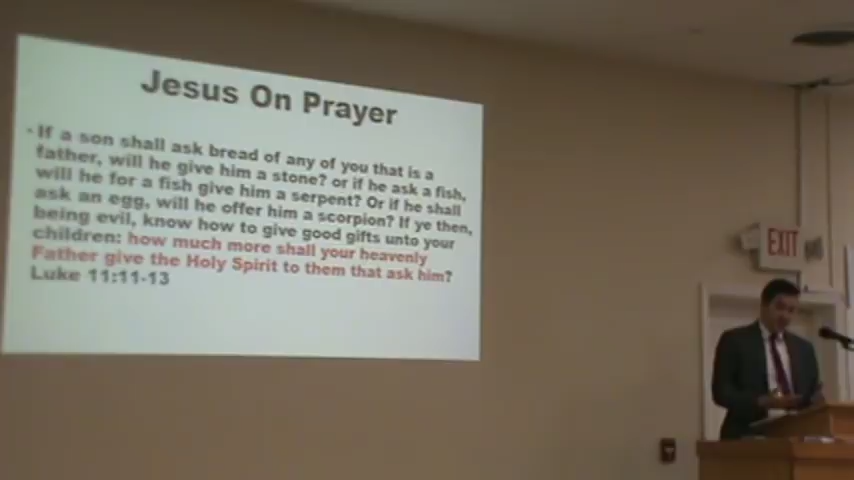 Jesus On Prayer
• If a son shall ask bread of any of you that is a
father, will he give him a stone? or if he ask a fish,
will he for a fish give him a serpent? Or if he shall
ask an egg, will he offer him a scorpion? If ye then,
being evil, know how to give good gifts unto your
children: how much more shall your heavenly
Father give the Holy Spirit to them that ask him?
Luke 11:11-13
EXIT